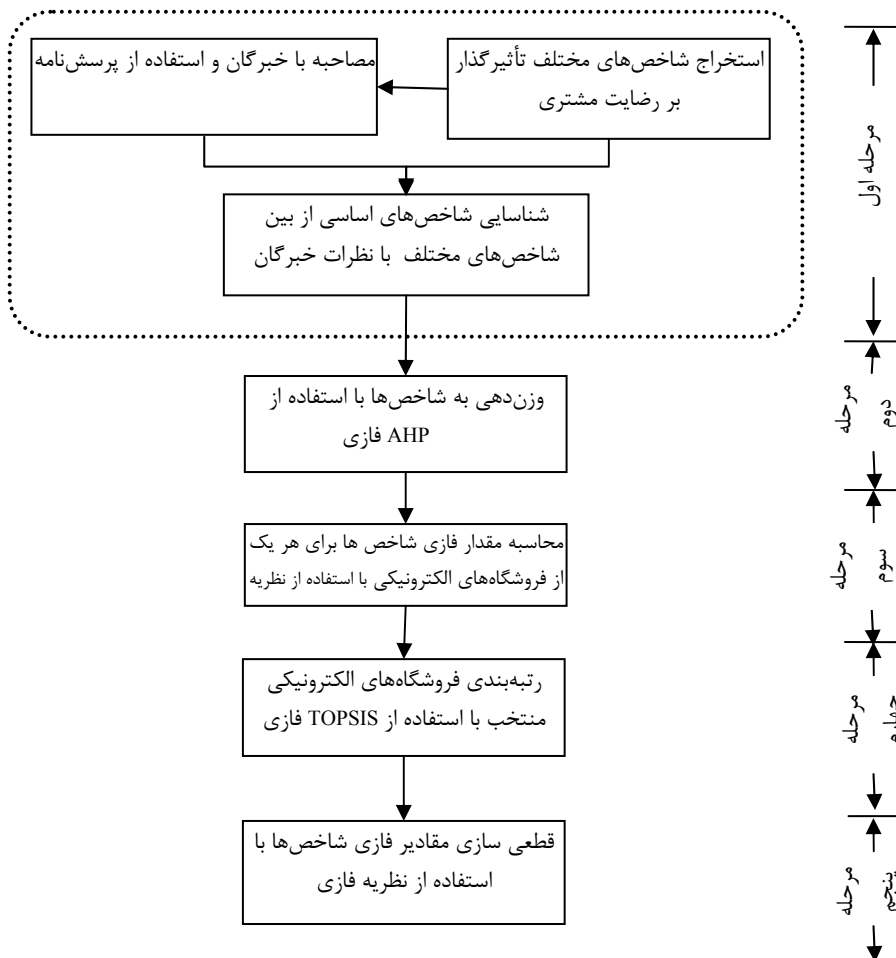 استخراج شاخص‌های مختلف تأثیرگذار
بر رضایت مشتری
مصاحبه با خبرگان و استفاده از پرسش‌نامه
شناسایی شاخص‌های اساسی از بین
شاخص‌های مختلف با نظرات خبرگان
وزن‌دهی به شاخص‌ها با استفاده از
AHP فازی
محاسبه مقدار فازی شاخص ها برای هر یک
از فروشگاه‌های الکترونیکی با استفاده از نظریه
رتبه‌بندی فروشگاه‌های الکترونیکی
منتخب با استفاده از TOPSIS فازی
قطعی سازی مقادیر فازی شاخص‌ها با
استفاده از نظریه فازی
مرحله اول
مرحله
دوم
مرحله
سوم
مرحله
چهارم
مرحله
پنجم